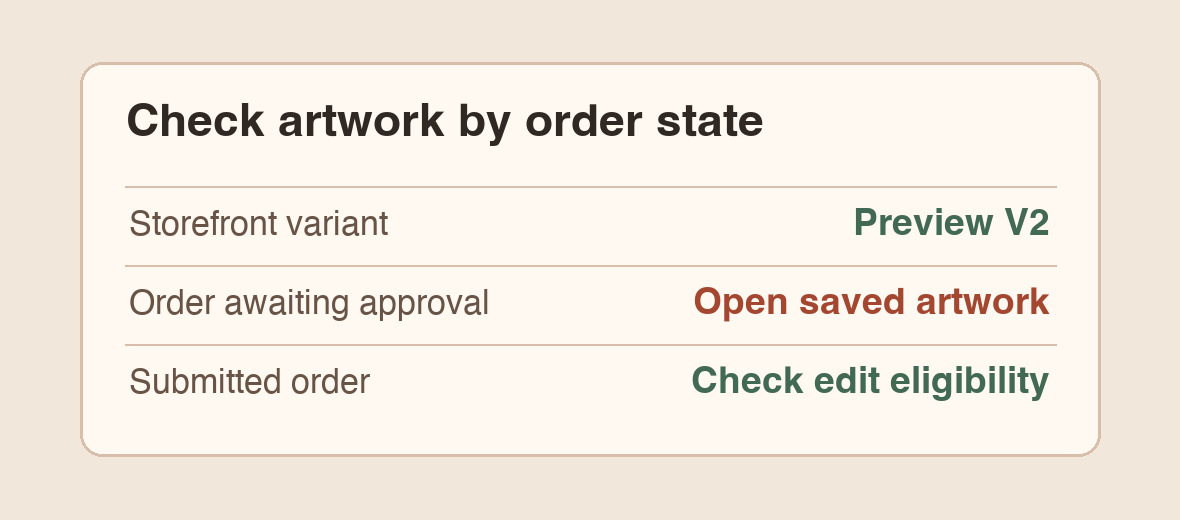 Check artwork by order state
Storefront variant Preview V2
Order awaiting approval Open saved artwork
Submitted order Check edit eligibility